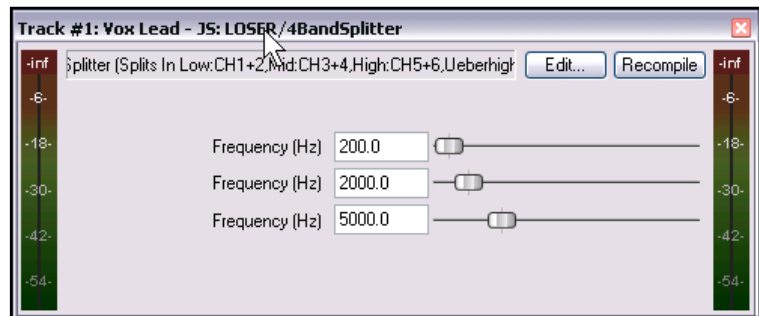 Track #1: Vox Lead - JS: LOSER/4BandSplitter
-inf Splitter (Splits In Low:CH1+2,Mid:CH3+4,High:CH5+6,Ueberhigh Edit... Recompile -inf
-6- -6-
-18- Frequency (Hz) 200.0 -18-
-30- Frequency (Hz) 2000.0 -30-
Frequency (Hz) 5000.0
-42- -42-
-54- -54-